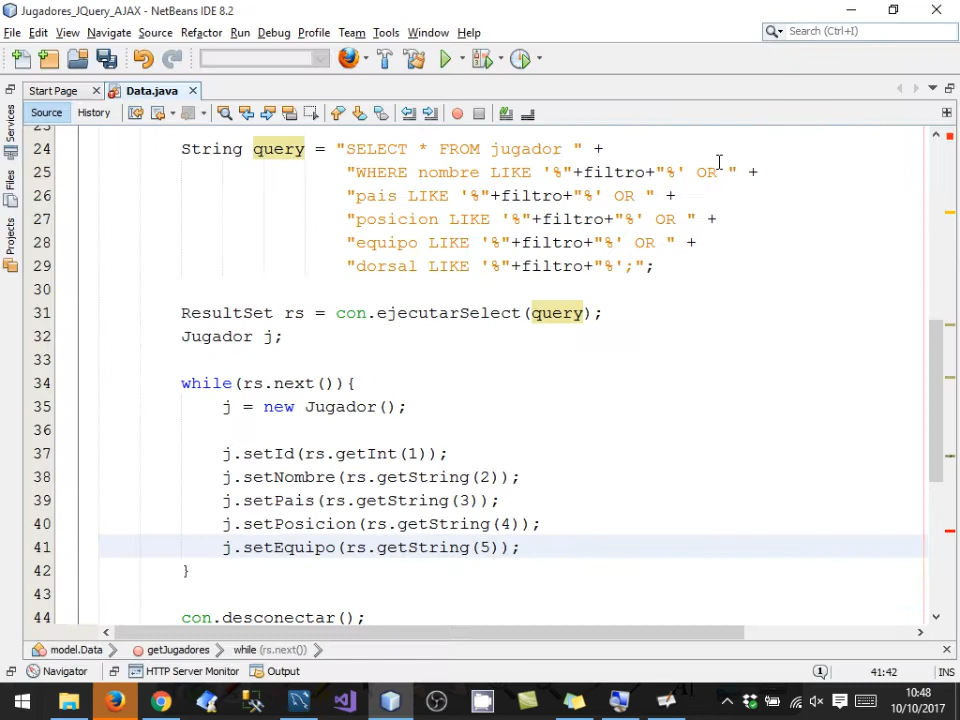 Jugadores_JQuery_AJAX - NetBeans IDE 8.2
File Edit View Navigate Source Refactor Run Debug Profile Team Tools Window Help
Search (Ctrl+I)
Start Page Data.java
Source History
Services
Files
Projects
23
24 String query = "SELECT * FROM jugador " +
25 "WHERE nombre LIKE '%"+filtro+"%' OR " +
26 "pais LIKE '%"+filtro+"%' OR " +
27 "posicion LIKE '%"+filtro+"%' OR " +
28 "equipo LIKE '%"+filtro+"%' OR " +
29 "dorsal LIKE '%"+filtro+"%';";
30
31 ResultSet rs = con.ejecutarSelect(query);
32 Jugador j;
33
34 while(rs.next()){
35 j = new Jugador();
36
37 j.setId(rs.getInt(1));
38 j.setNombre(rs.getString(2));
39 j.setPais(rs.getString(3));
40 j.setPosicion(rs.getString(4));
41 j.setEquipo(rs.getString(5));
42 }
43
44 con.desconectar();
model.Data getJugadores while (rs.next())
Navigator HTTP Server Monitor Output 41:42 INS
10:48
10/10/2017